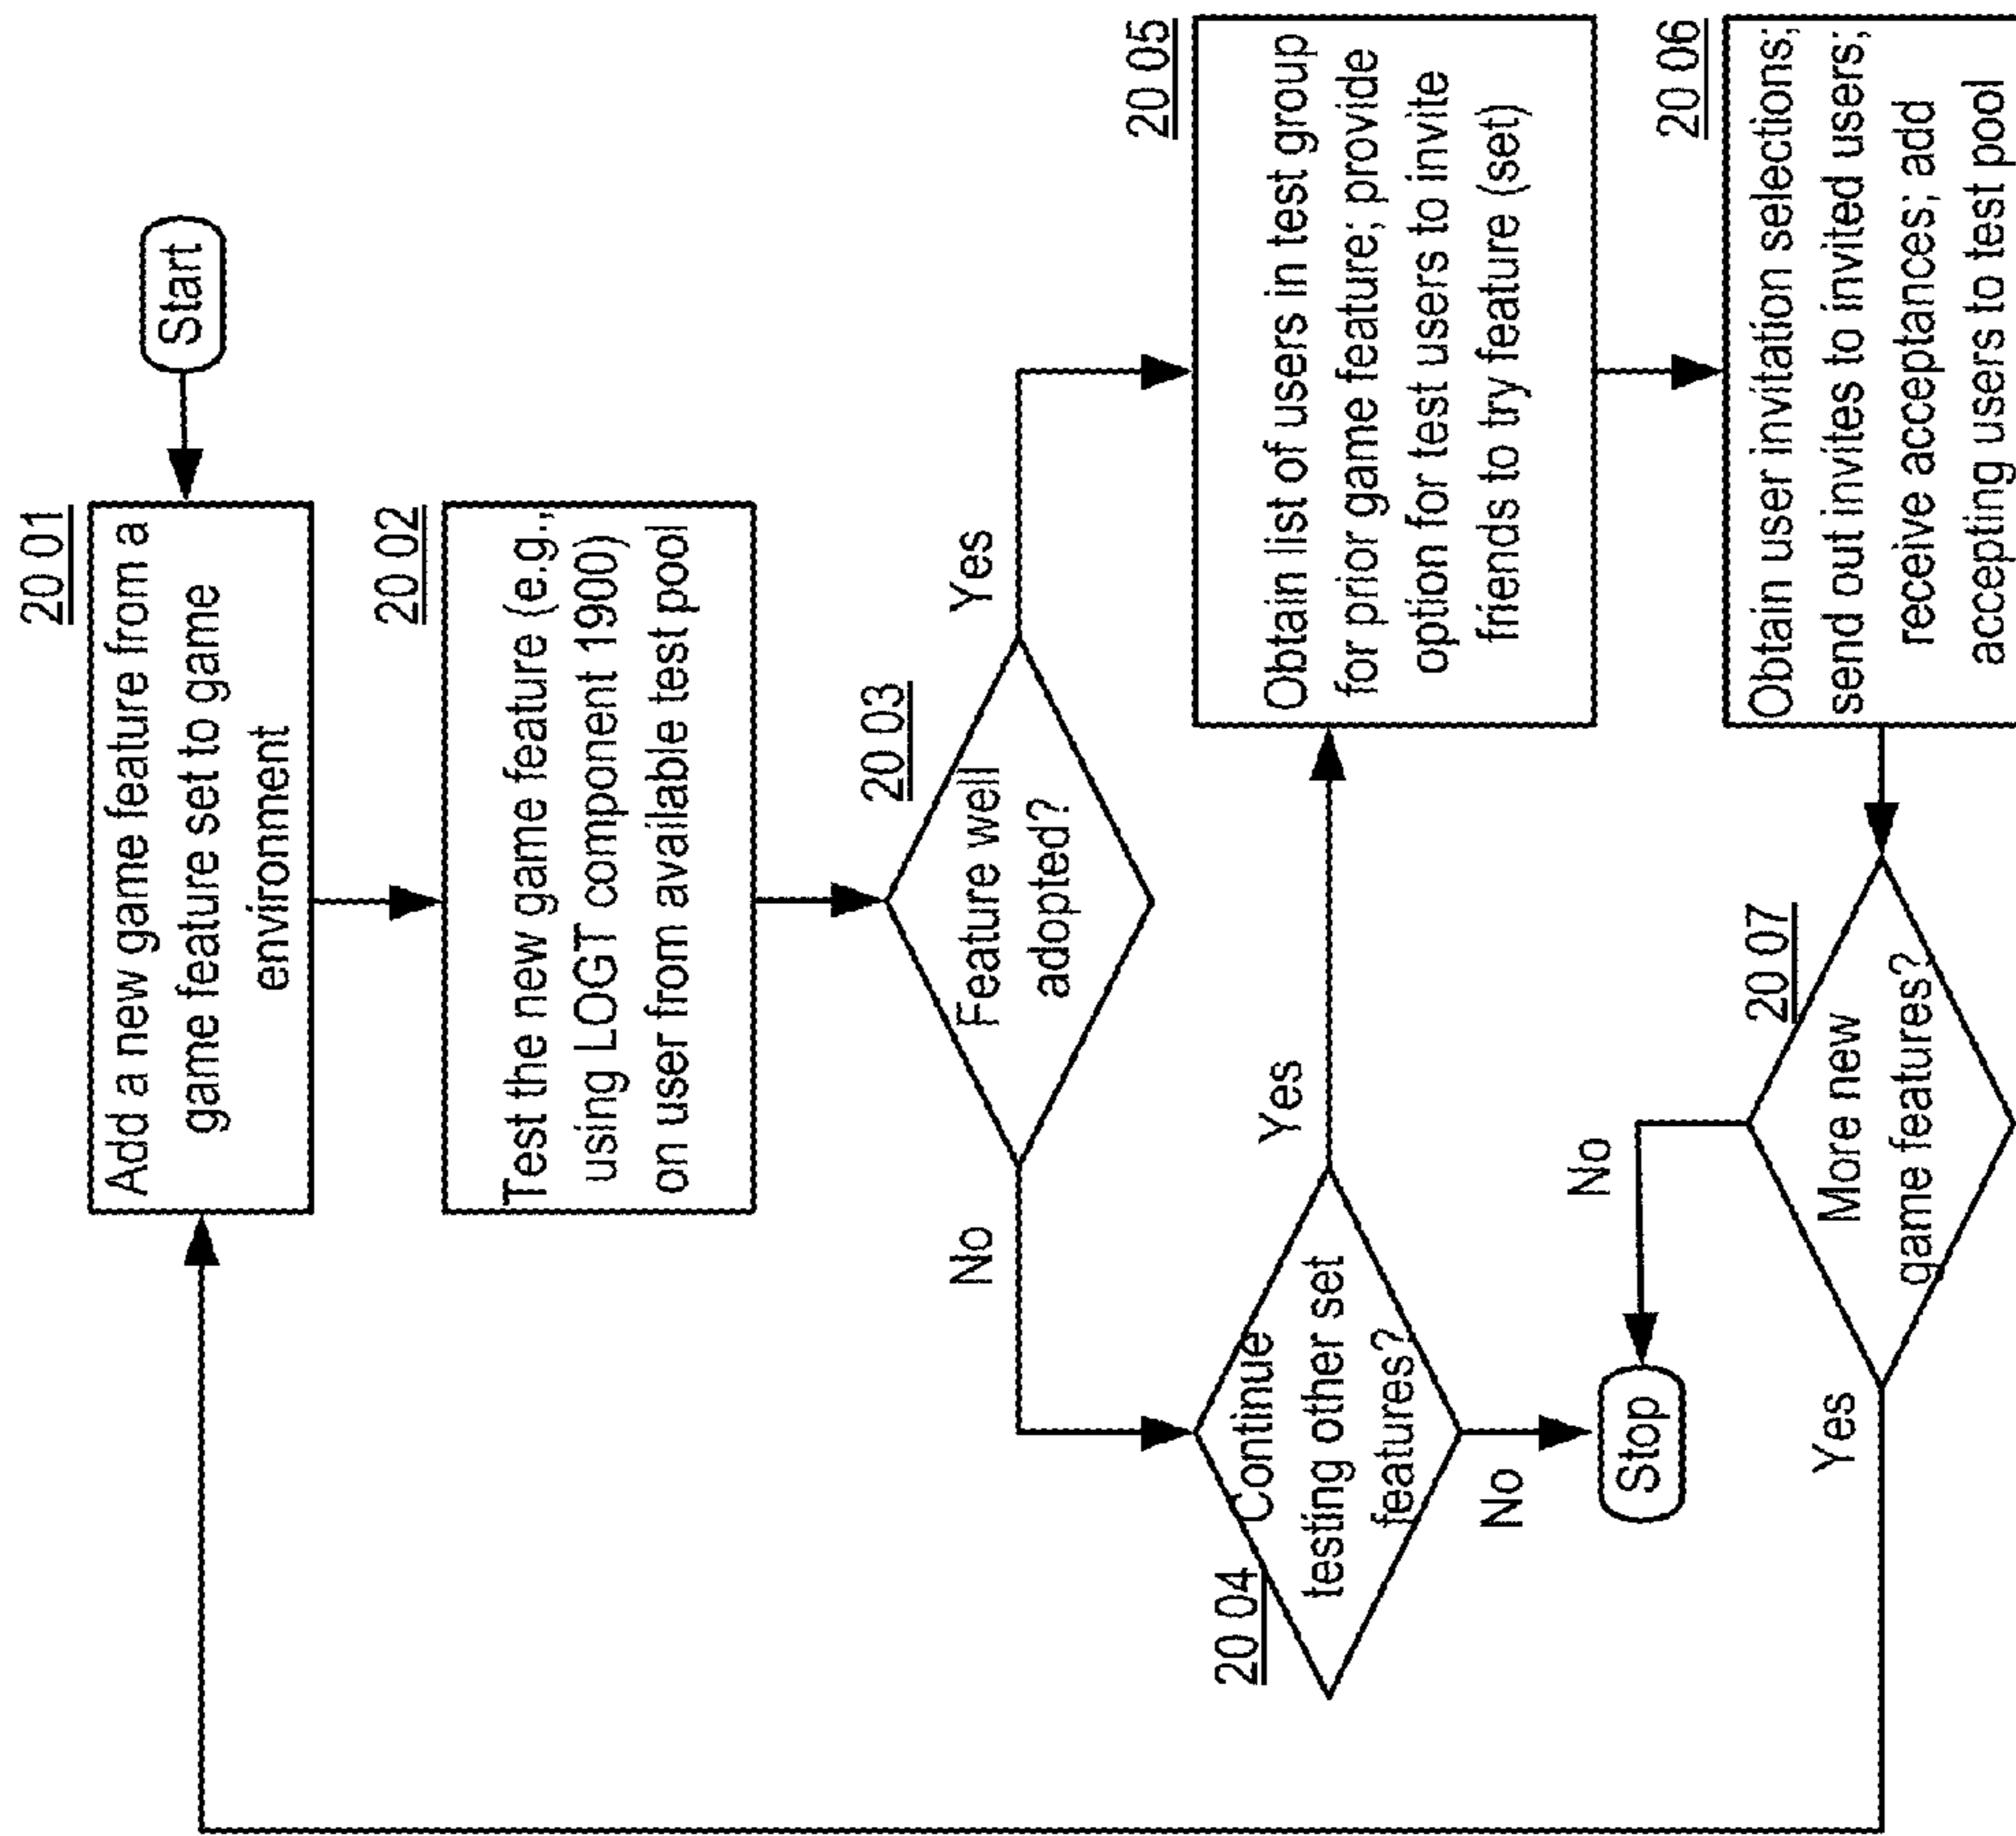 Start
20 01
Add a new game feature from a
game feature set to game
environment
20 02
Test the new game feature (e.g.,
using LOGT component 1900)
on user from available test pool
20 03
Feature well
adopted?
No
Yes
20 04
Continue
testing other set
features?
Yes
No
Stop
20 05
Obtain list of users in test group
for prior game feature; provide
option for test users to invite
friends to try feature (set)
20 06
Obtain user invitation selections;
send out invites to invited users;
receive acceptances; add
accepting users to test pool
20 07
More new
game features?
No
Yes